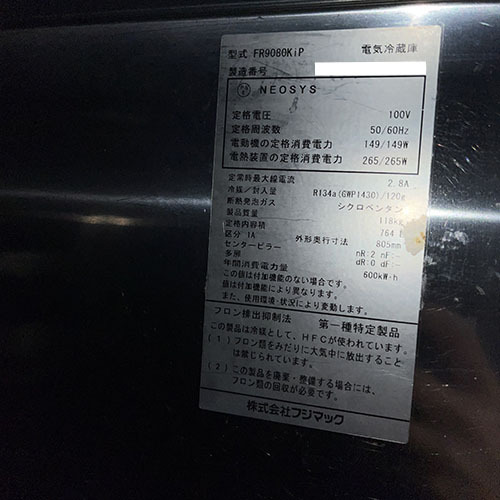 型式 FR9080KiP 電気冷蔵庫
製造番号
NEOSYS
定格電圧 100V
定格周波数 50/60Hz
電動機の定格消費電力 149/149W
電熱装置の定格消費電力 265/265W
定常時最大線電流 2.8A
冷媒/封入量 R134a(GWP1430)/120g
断熱発泡ガス シクロペンタン
製品質量 118kg
定格内容積 764L
区分 1A 外形奥行寸法 805mm
センターピラー nR:2 nF:-
多扉 dR:0 dF:-
年間消費電力量 600kW·h
この値は付加機能のない場合です。
値は付加機能により異なります。
また、使用環境・状況により変動します。
フロン排出抑制法 第一種特定製品
この製品は冷媒として、HFCが使われています。
(1) フロン類をみだりに大気中に放出すること
は禁じられています。
(2) この製品を廃棄・整備する場合には、
フロン類の回収が必要です。
株式会社フジマック